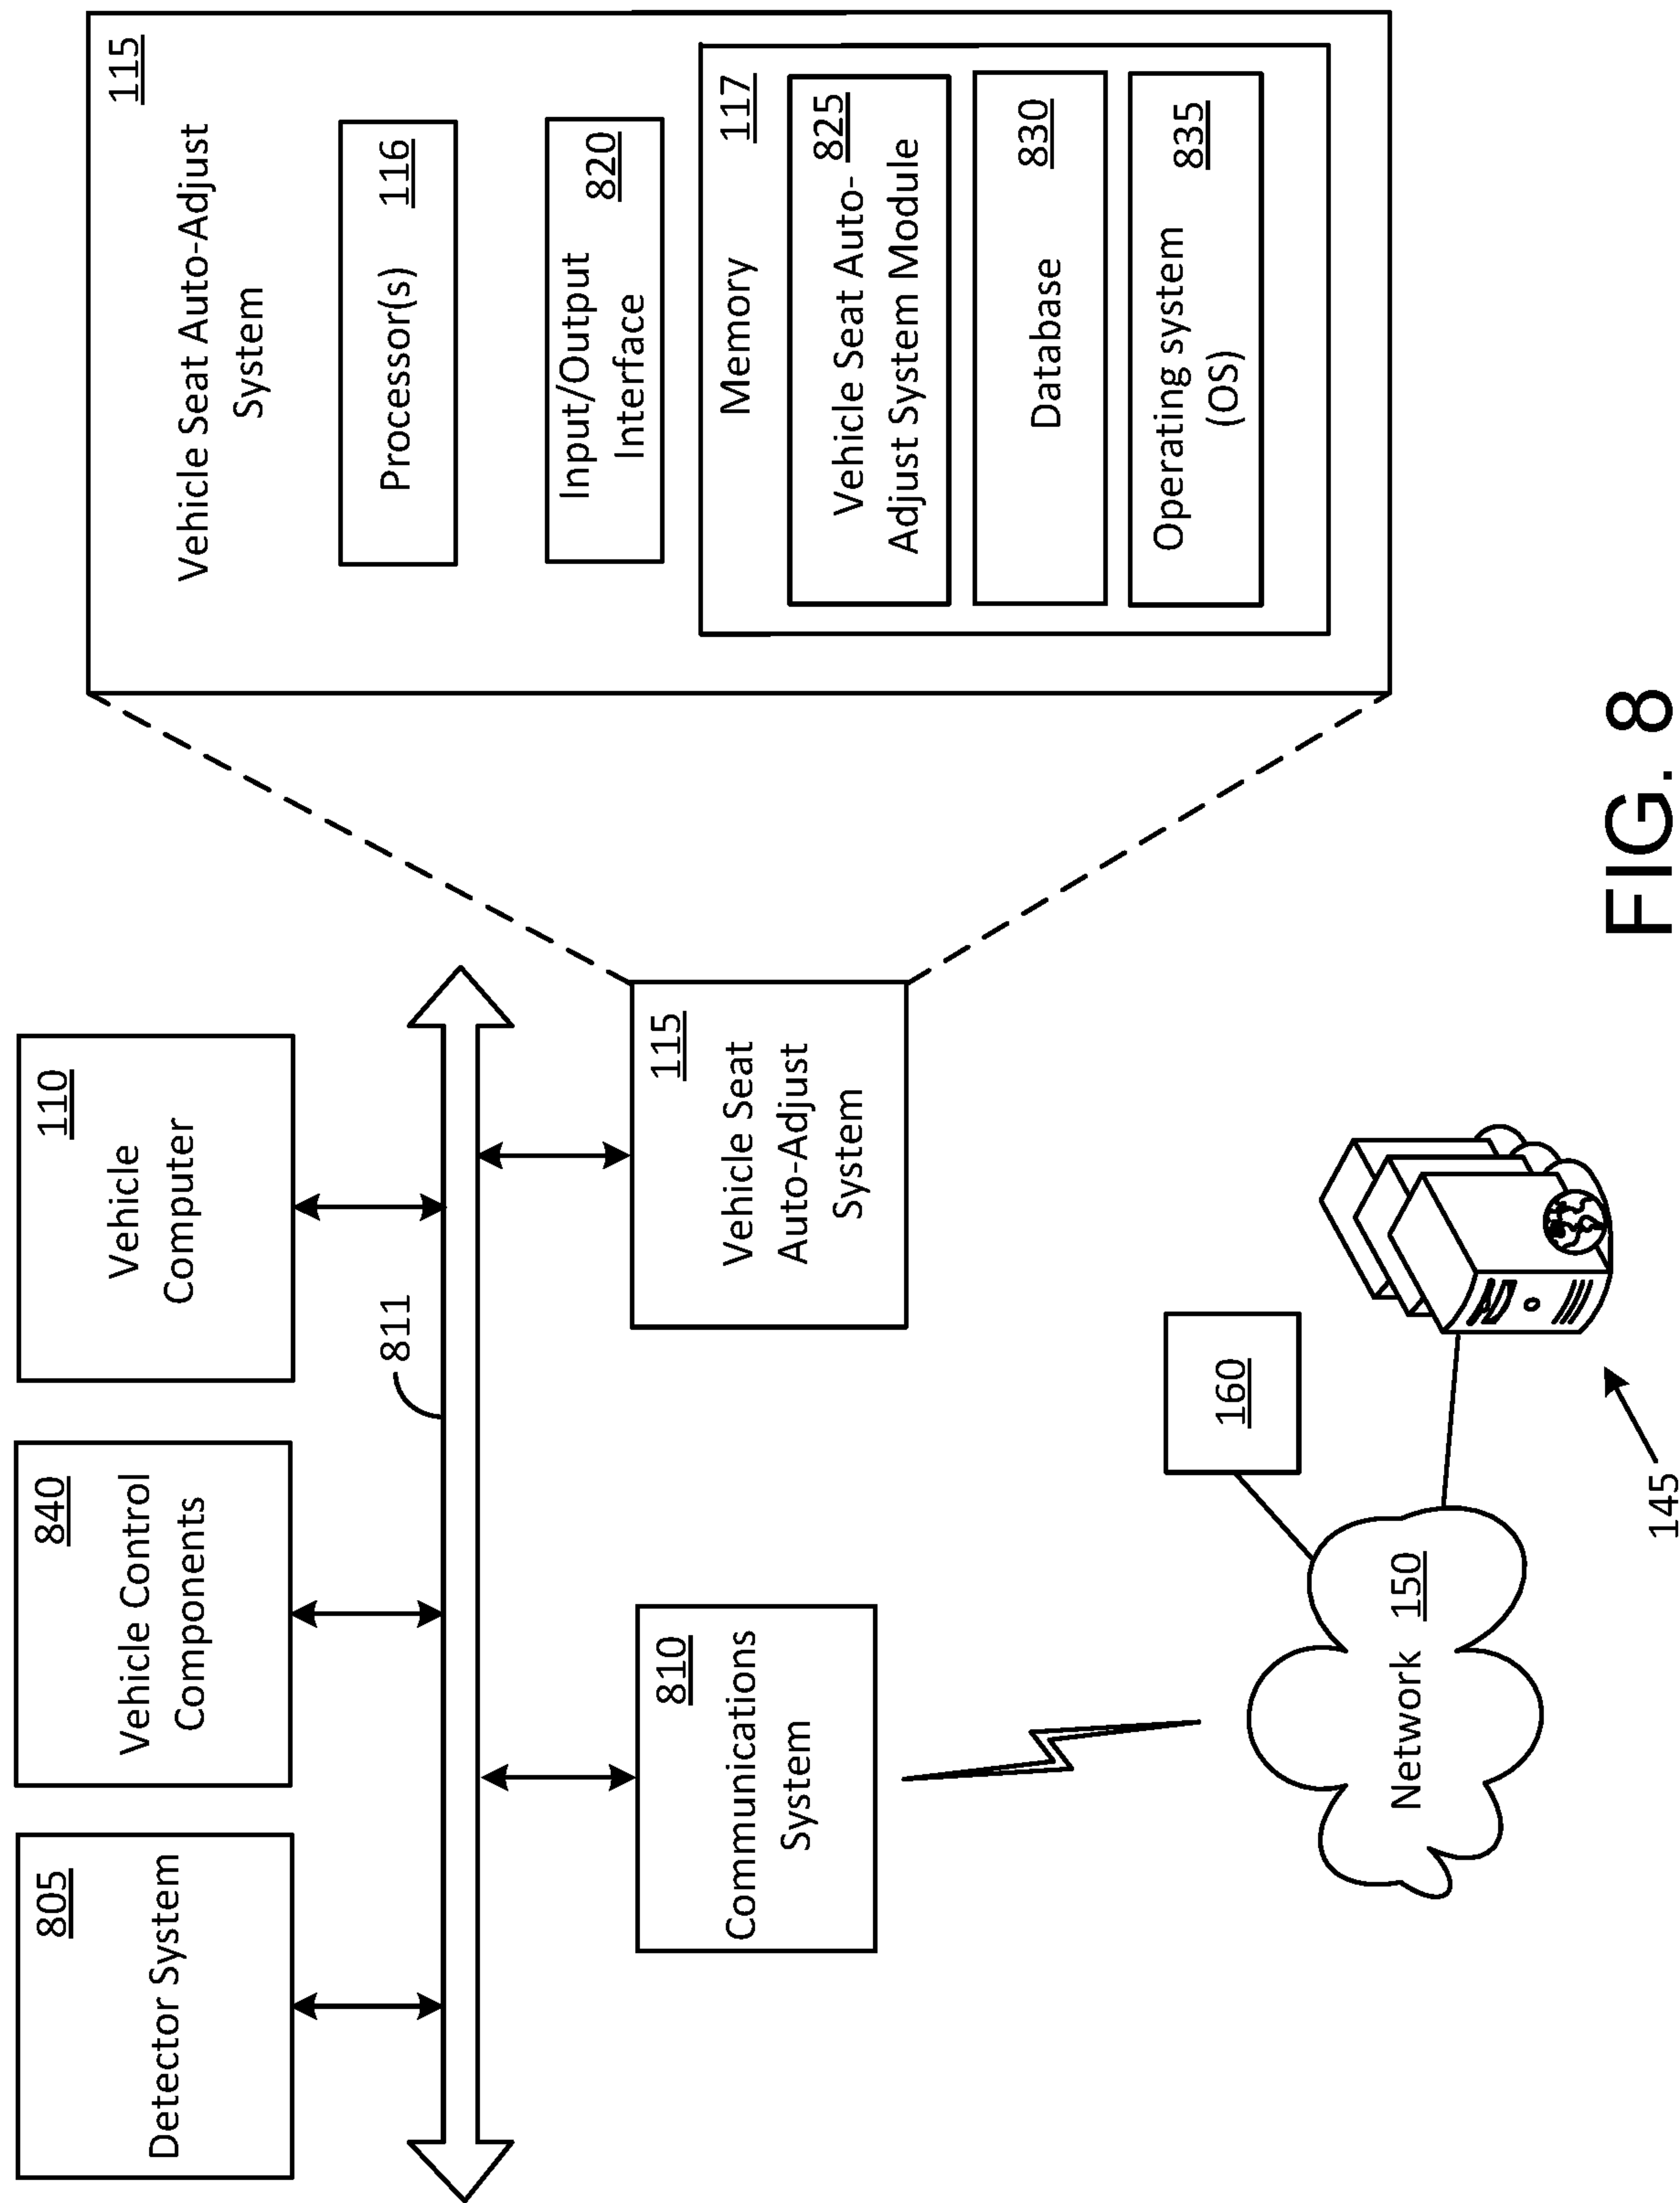 805
Detector System
840
Vehicle Control
Components
110
Vehicle
Computer
811
810
Communications
System
115
Vehicle Seat
Auto-Adjust
System
Network 150
160
145
115
Vehicle Seat Auto-Adjust
System
Processor(s) 116
Input/Output
Interface 820
Memory 117
Vehicle Seat Auto- 825
Adjust System Module
Database 830
Operating system 835
(OS)
FIG. 8